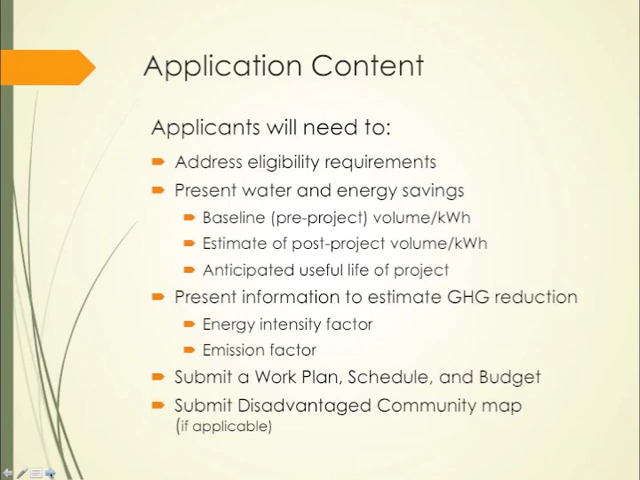 Application Content
Applicants will need to:
Address eligibility requirements
Present water and energy savings
Baseline (pre-project) volume/kWh
Estimate of post-project volume/kWh
Anticipated useful life of project
Present information to estimate GHG reduction
Energy intensity factor
Emission factor
Submit a Work Plan, Schedule, and Budget
Submit Disadvantaged Community map
(if applicable)